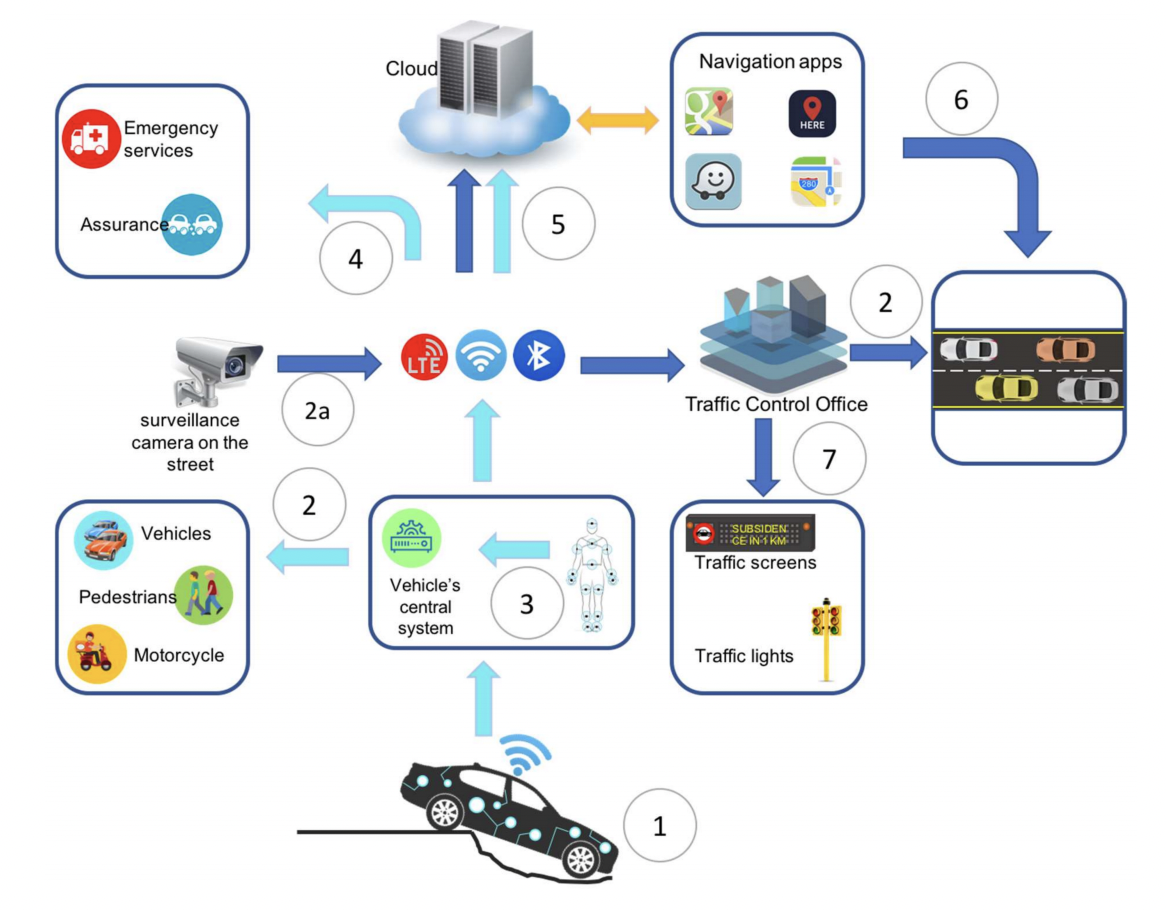 Cloud
Navigation apps
HERE
280
6
Emergency
services
Assurance
4
5
2
LTE
2a
surveillance
camera on the
street
Traffic Control Office
7
2
Vehicles
Pedestrians
Motorcycle
Vehicle's
central
system
3
SUBSIDEN
CE IN 1 KM
Traffic screens
Traffic lights
1